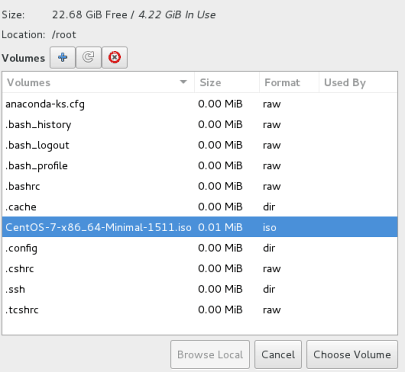 Size: 22.68 GiB Free / 4.22 GiB In Use
Location: /root
Volumes
Volumes Size Format Used By
anaconda-ks.cfg 0.00 MiB raw
.bash_history 0.00 MiB raw
.bash_logout 0.00 MiB raw
.bash_profile 0.00 MiB raw
.bashrc 0.00 MiB raw
.cache 0.00 MiB dir
CentOS-7-x86_64-Minimal-1511.iso 0.01 MiB iso
.config 0.00 MiB dir
.cshrc 0.00 MiB raw
.ssh 0.00 MiB dir
.tcshrc 0.00 MiB raw
Browse Local Cancel Choose Volume